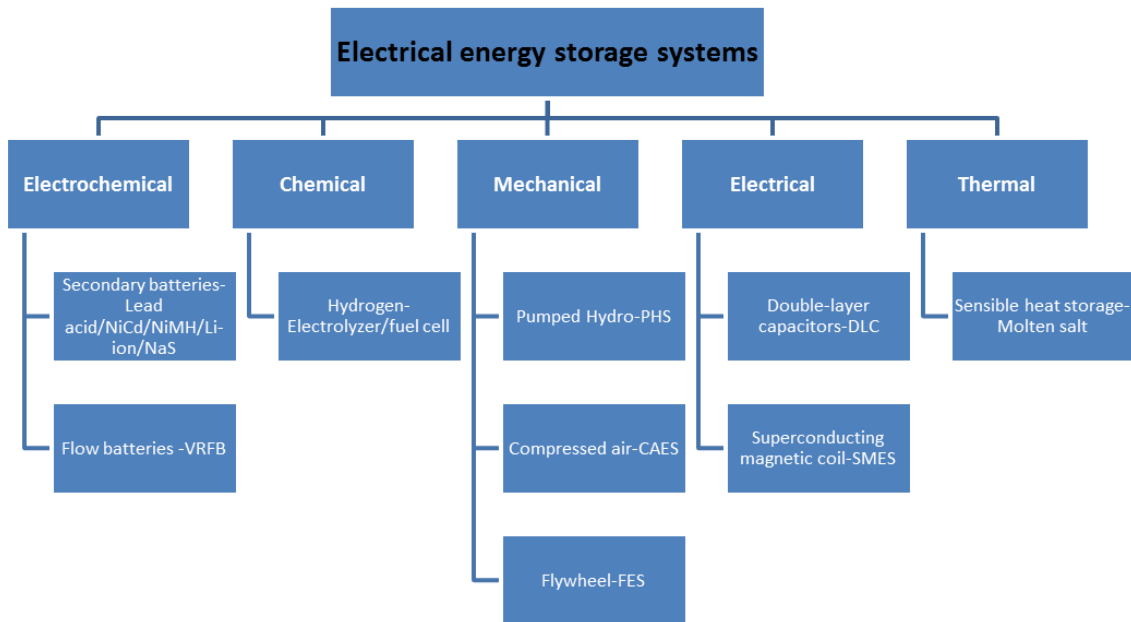 Electrical energy storage systems
Electrochemical
Chemical
Mechanical
Electrical
Thermal
Secondary batteries-
Lead
acid/NiCd/NiMH/Li-
ion/NaS
Hydrogen-
Electrolyzer/fuel cell
Pumped Hydro-PHS
Double-layer
capacitors-DLC
Sensible heat storage-
Molten salt
Flow batteries -VRFB
Compressed air-CAES
Superconducting
magnetic coil-SMES
Flywheel-FES